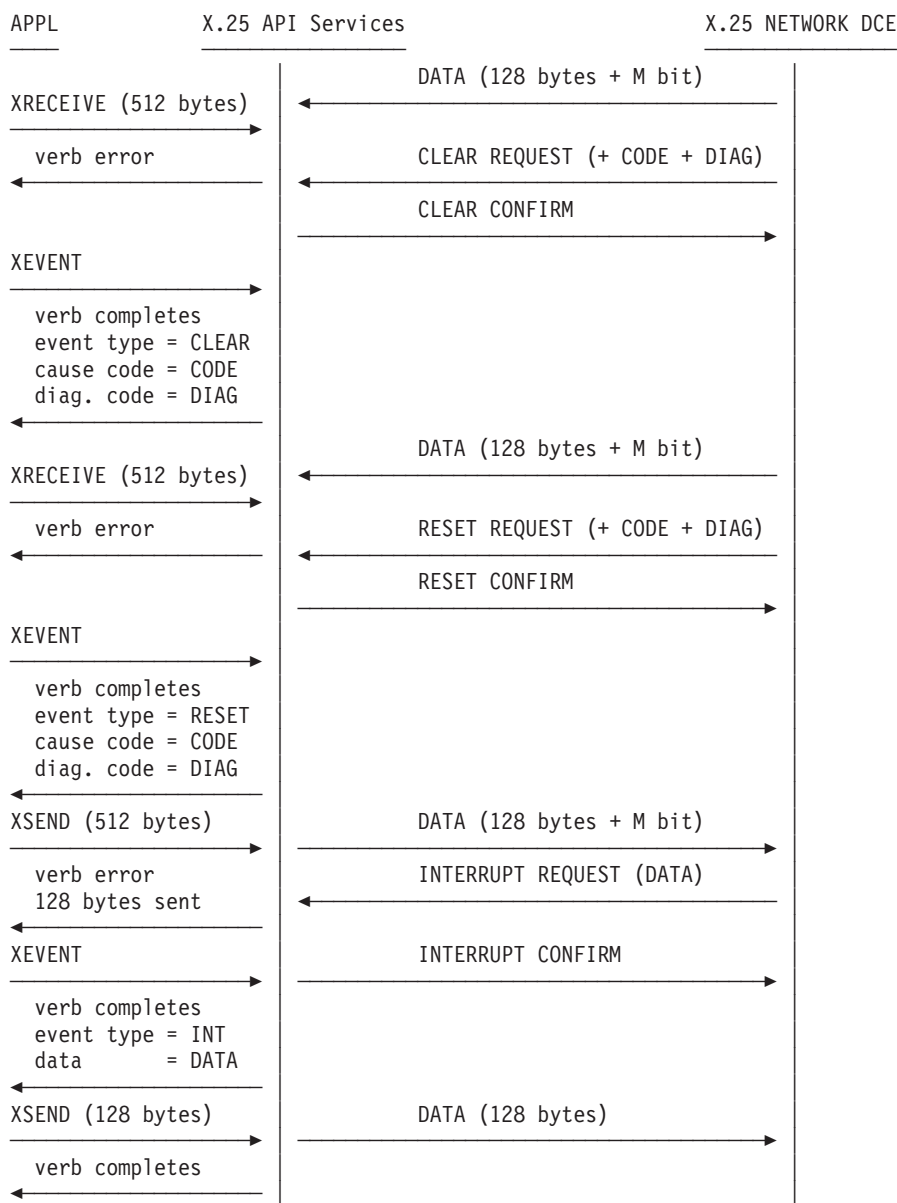 APPL X.25 API Services X.25 NETWORK DCE
DATA (128 bytes + M bit)
XRECEIVE (512 bytes)
verb error CLEAR REQUEST (+ CODE + DIAG)
CLEAR CONFIRM
XEVENT
verb completes
event type = CLEAR
cause code = CODE
diag. code = DIAG
DATA (128 bytes + M bit)
XRECEIVE (512 bytes)
verb error RESET REQUEST (+ CODE + DIAG)
RESET CONFIRM
XEVENT
verb completes
event type = RESET
cause code = CODE
diag. code = DIAG
XSEND (512 bytes) DATA (128 bytes + M bit)
verb error INTERRUPT REQUEST (DATA)
128 bytes sent
XEVENT INTERRUPT CONFIRM
verb completes
event type = INT
data = DATA
XSEND (128 bytes) DATA (128 bytes)
verb completes